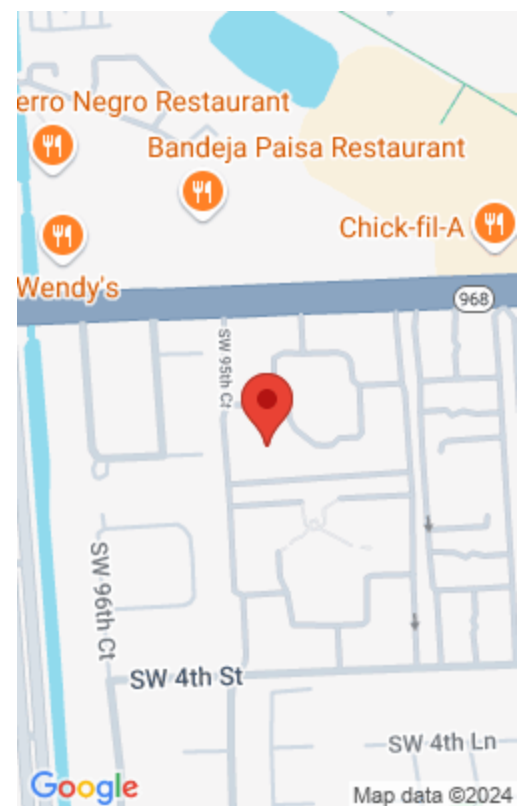 erro Negro Restaurant
Bandeja Paisa Restaurant
Chick-fil-A
Wendy's
968
SW 95th Ct
SW 96th Ct
SW 4th St
SW 4th Ln
Google
Map data ©2024